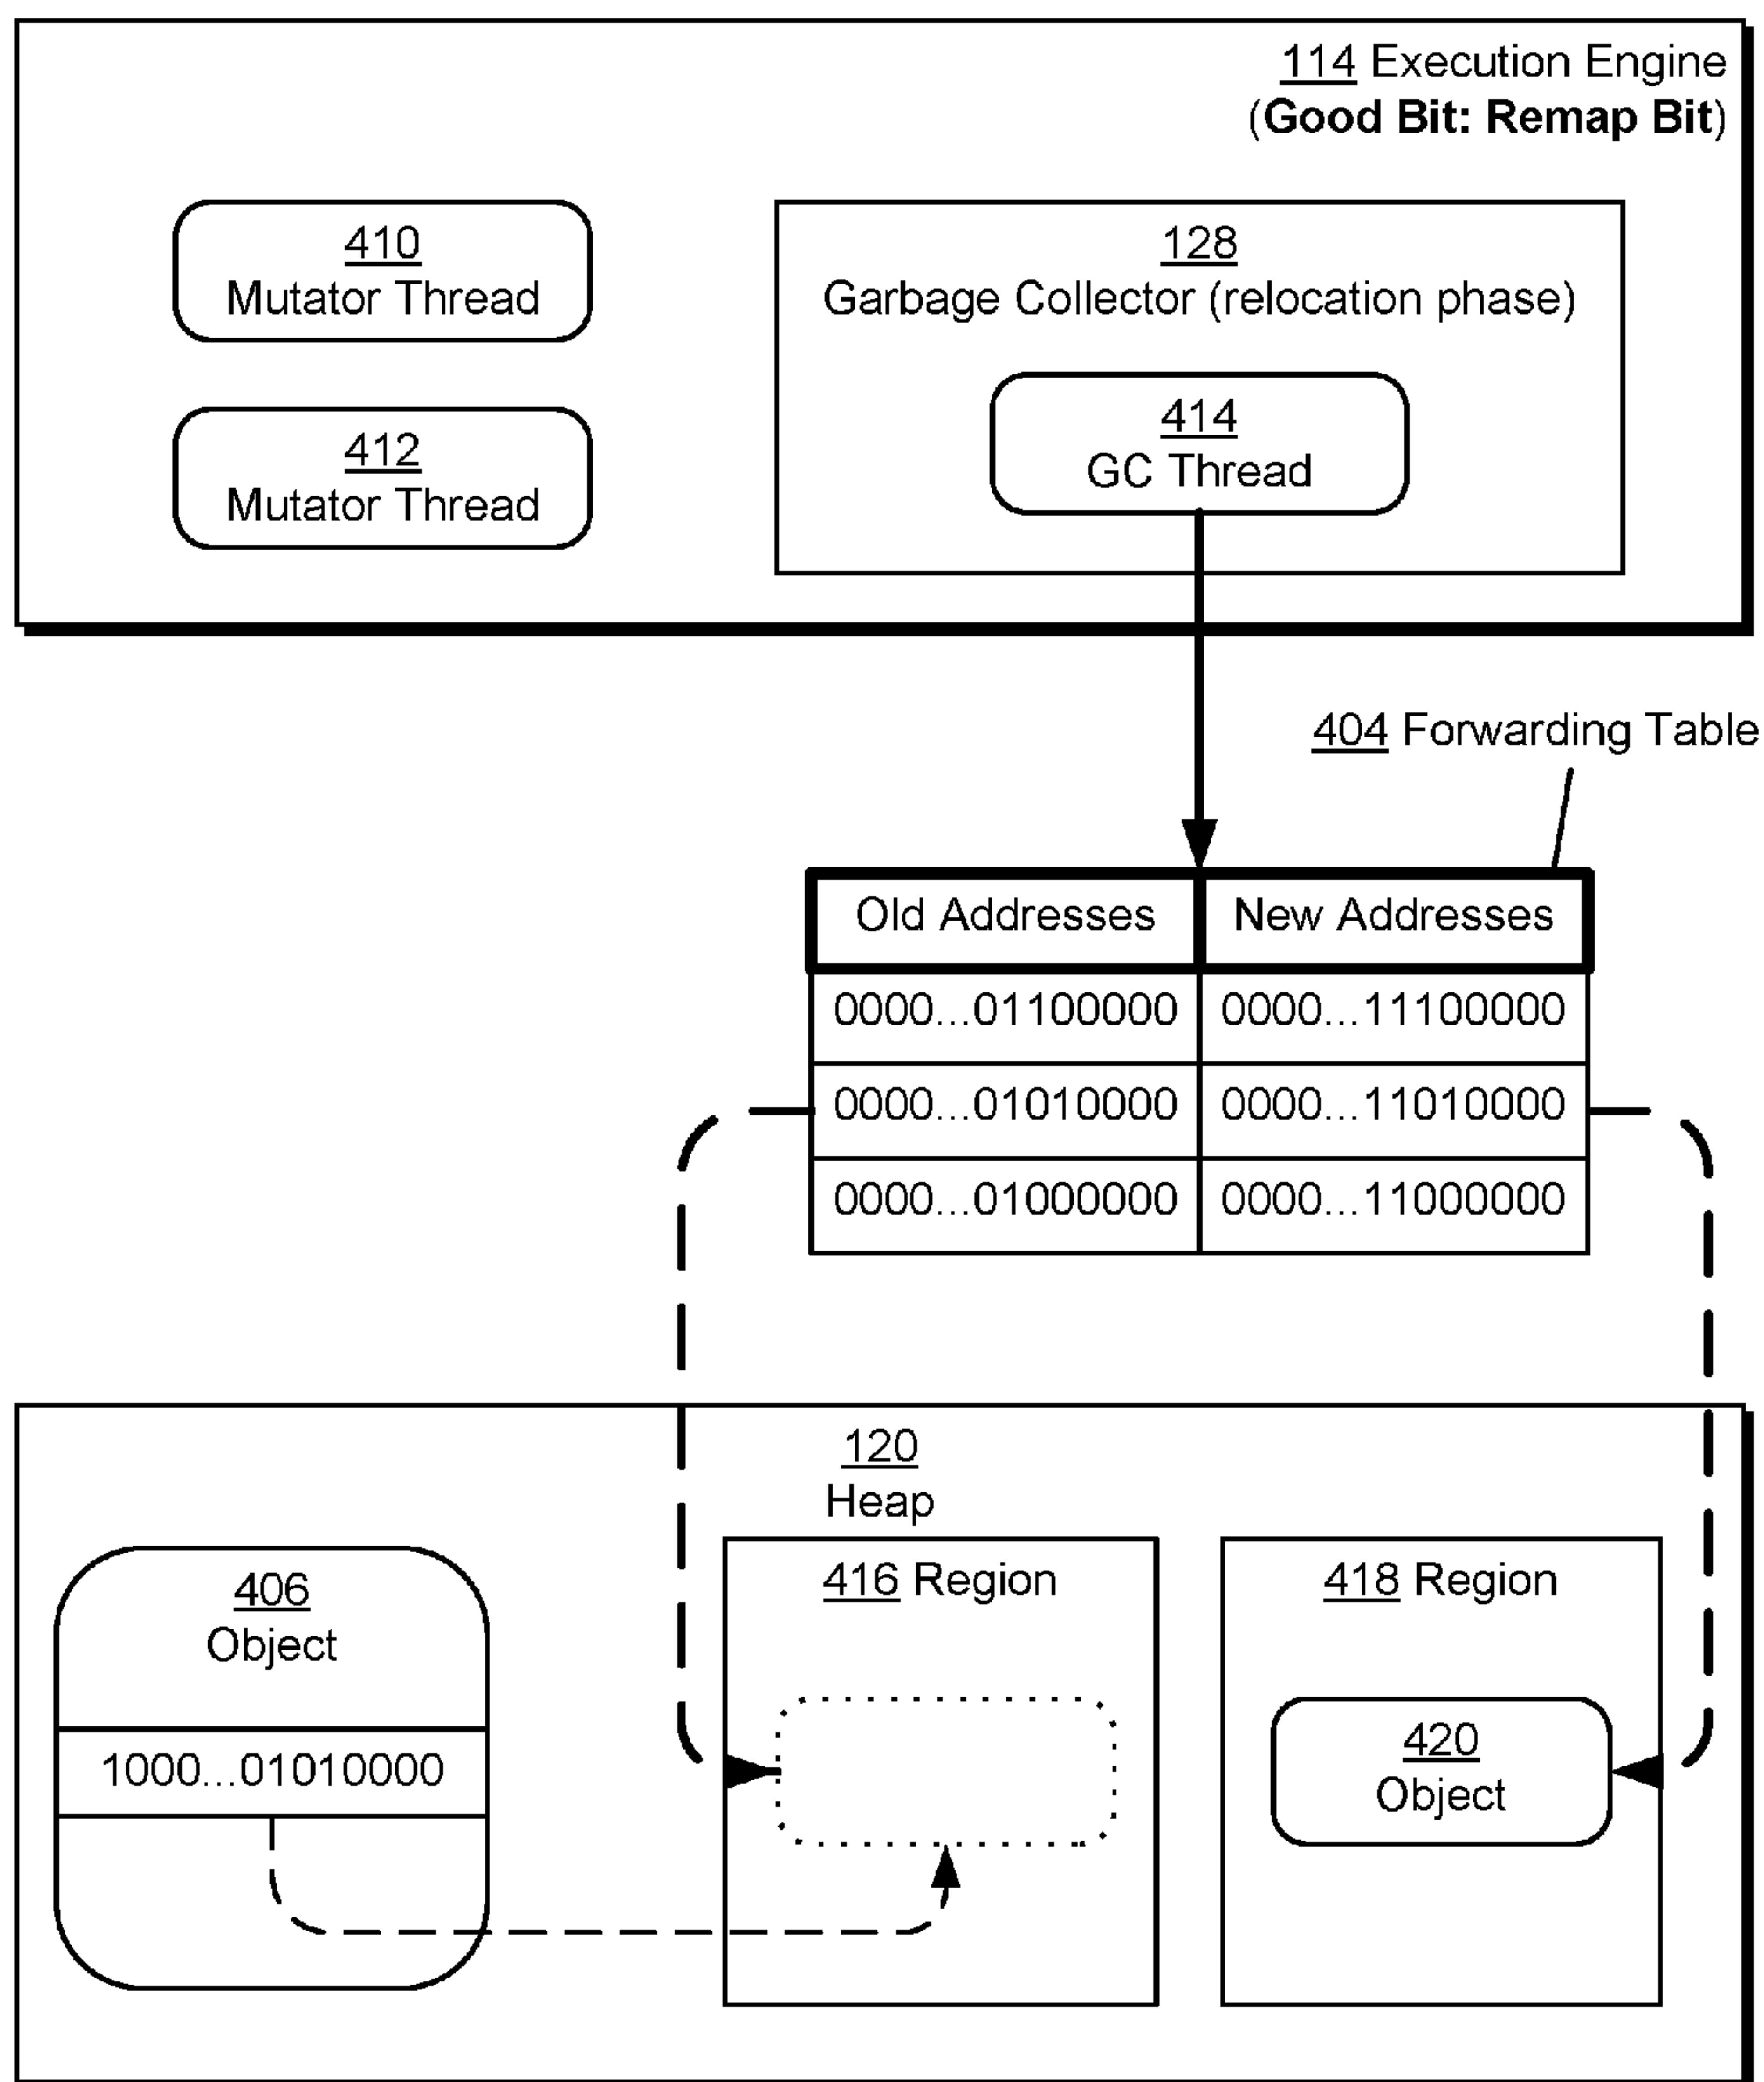 114 Execution Engine
(Good Bit: Remap Bit)
410
Mutator Thread
412
Mutator Thread
128
Garbage Collector (relocation phase)
414
GC Thread
404 Forwarding Table
Old Addresses New Addresses
0000...01100000 0000...11100000
0000...01010000 0000...11010000
0000...01000000 0000...11000000
120
Heap
406
Object
1000...01010000
416 Region
418 Region
420
Object